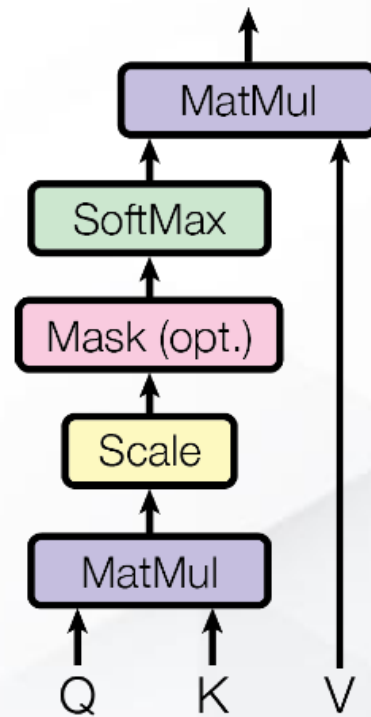 MatMul
SoftMax
Mask (opt.)
Scale
MatMul
Q K V